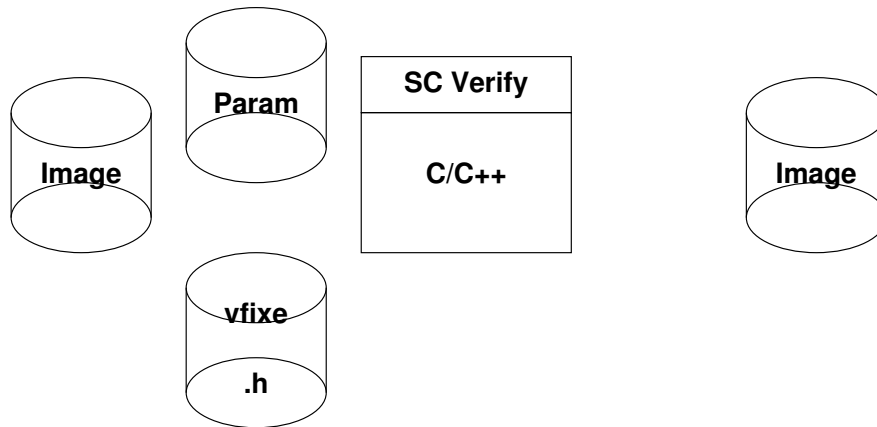 Param
SC Verify
Image
C/C++
Image
vfixe
.h